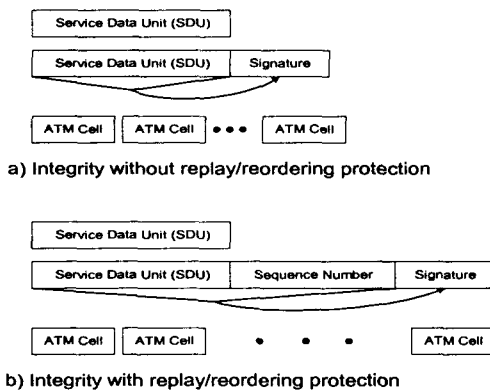 Service Data Unit (SDU)
Service Data Unit (SDU) Signature
ATM Cell ATM Cell ••• ATM Cell
a) Integrity without replay/reordering protection
Service Data Unit (SDU)
Service Data Unit (SDU) Sequence Number Signature
ATM Cell ATM Cell • • • ATM Cell
b) Integrity with replay/reordering protection